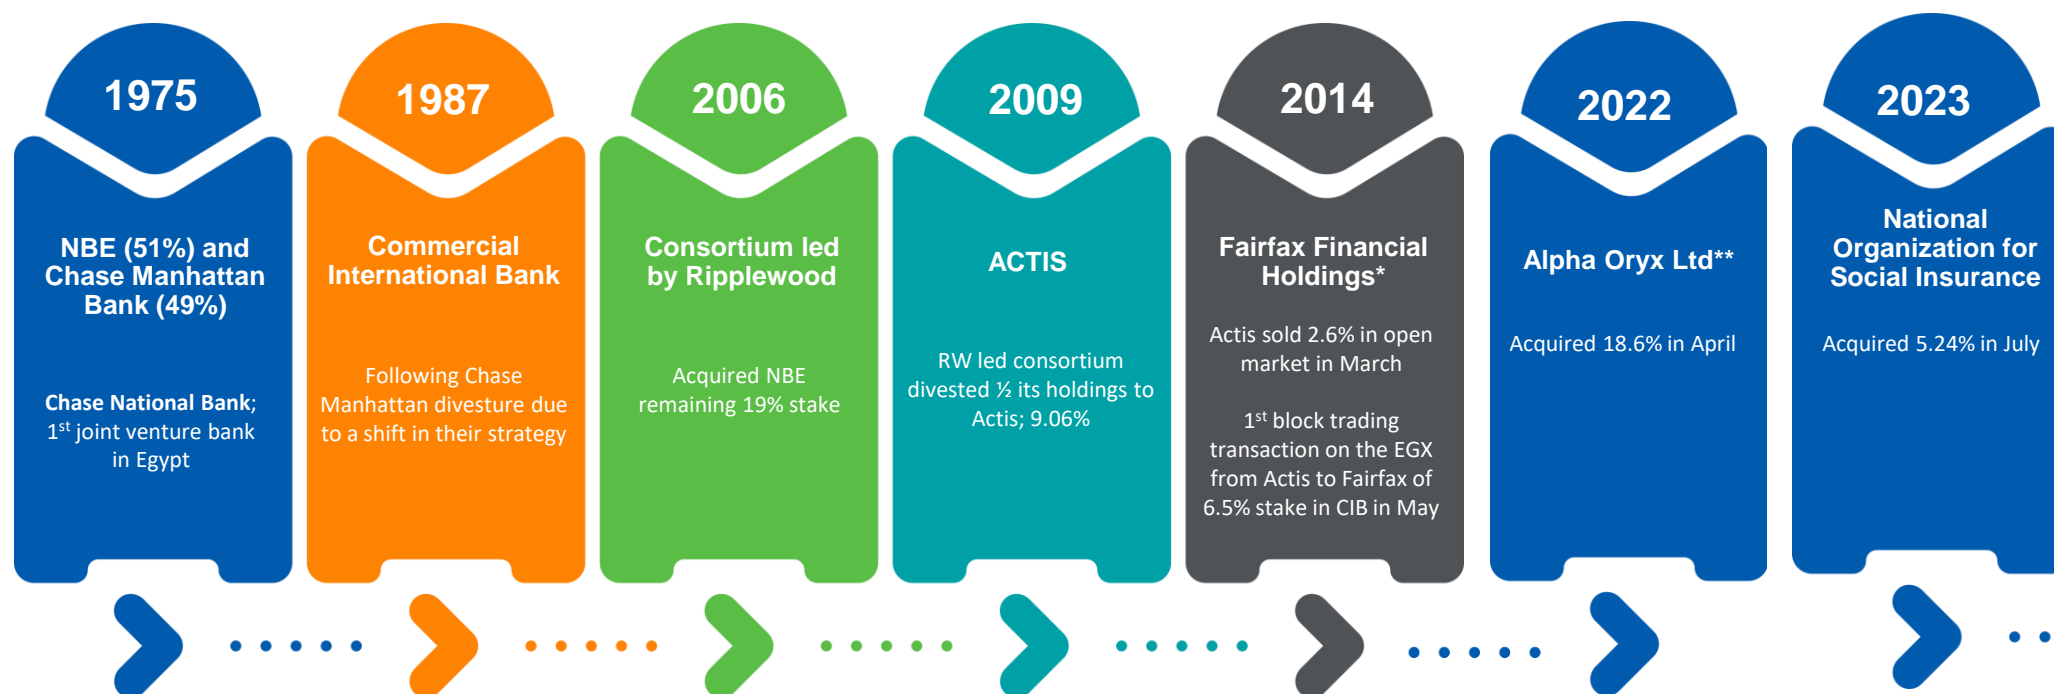 1975
NBE (51%) and
Chase Manhattan
Bank (49%)
Chase National Bank;
1st joint venture bank
in Egypt
1987
Commercial
International Bank
Following Chase
Manhattan divesture due
to a shift in their strategy
2006
Consortium led
by Ripplewood
Acquired NBE
remaining 19% stake
2009
ACTIS
RW led consortium
divested ½ its holdings to
Actis; 9.06%
2014
Fairfax Financial
Holdings*
Actis sold 2.6% in open
market in March
1st block trading
transaction on the EGX
from Actis to Fairfax of
6.5% stake in CIB in May
2022
Alpha Oryx Ltd**
Acquired 18.6% in April
2023
National
Organization for
Social Insurance
Acquired 5.24% in July